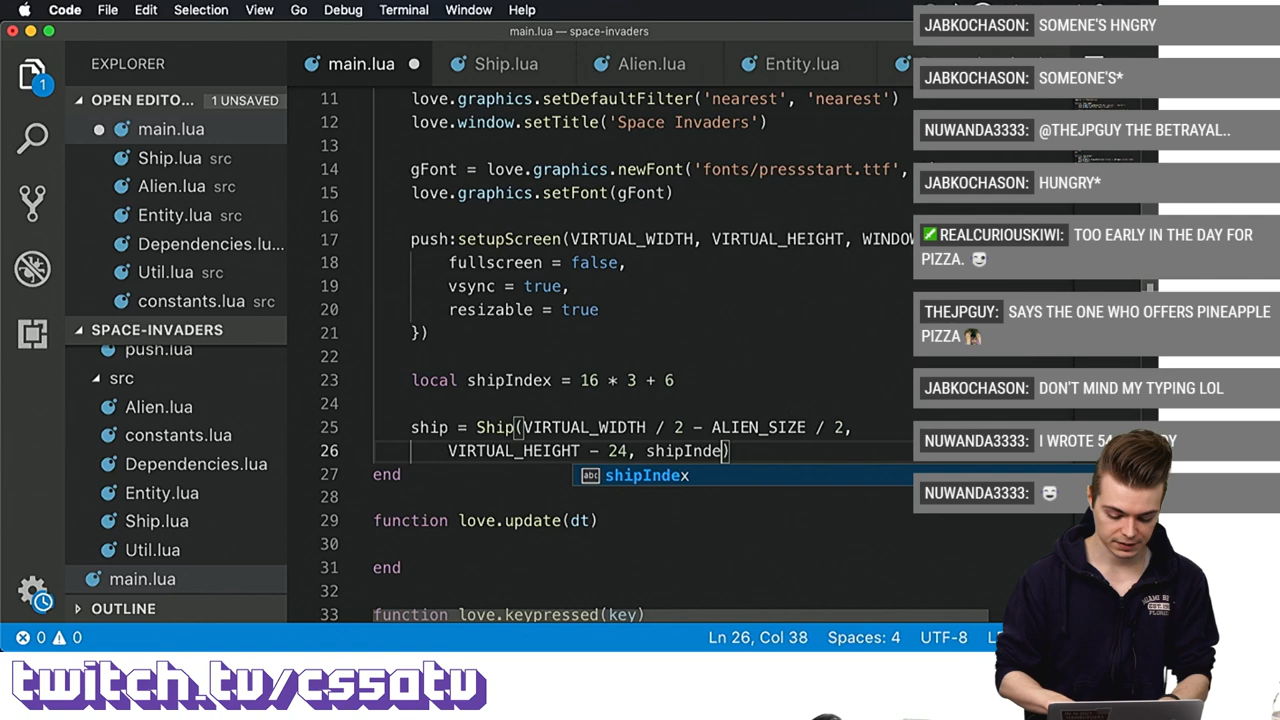 Code File Edit Selection View Go Debug Terminal Window Help
main.lua — space-invaders
EXPLORER
OPEN EDITO... 1 UNSAVED
main.lua
Ship.lua src
Alien.lua src
Entity.lua src
Dependencies.lu...
Util.lua src
constants.lua src
SPACE-INVADERS
push.lua
src
Alien.lua
constants.lua
Dependencies.lua
Entity.lua
Ship.lua
Util.lua
main.lua
OUTLINE
1
main.lua Ship.lua Alien.lua Entity.lua
11 love.graphics.setDefaultFilter('nearest', 'nearest')
12 love.window.setTitle('Space Invaders')
13
14 gFont = love.graphics.newFont('fonts/pressstart.ttf',
15 love.graphics.setFont(gFont)
16
17 push:setupScreen(VIRTUAL_WIDTH, VIRTUAL_HEIGHT, WINDOW
18 fullscreen = false,
19 vsync = true,
20 resizable = true
21 })
22
23 local shipIndex = 16 * 3 + 6
24
25 ship = Ship(VIRTUAL_WIDTH / 2 - ALIEN_SIZE / 2,
26 VIRTUAL_HEIGHT - 24, shipInde)
27 end
abc shipIndex
28
29 function love.update(dt)
30
31 end
32
33 function love.keypressed(key)
0 0
Ln 26, Col 38 Spaces: 4 UTF-8
JABKOCHASON: SOMENE'S HNGRY
JABKOCHASON: SOMEONE'S*
NUWANDA3333: @THEJPGUY THE BETRAYAL..
JABKOCHASON: HUNGRY*
REALCURIOUSKIWI: TOO EARLY IN THE DAY FOR
PIZZA.
THEJPGUY: SAYS THE ONE WHO OFFERS PINEAPPLE
PIZZA
JABKOCHASON: DON'T MIND MY TYPING LOL
NUWANDA3333: I WROTE 54
NUWANDA3333:
twitch.tv/cs50tv